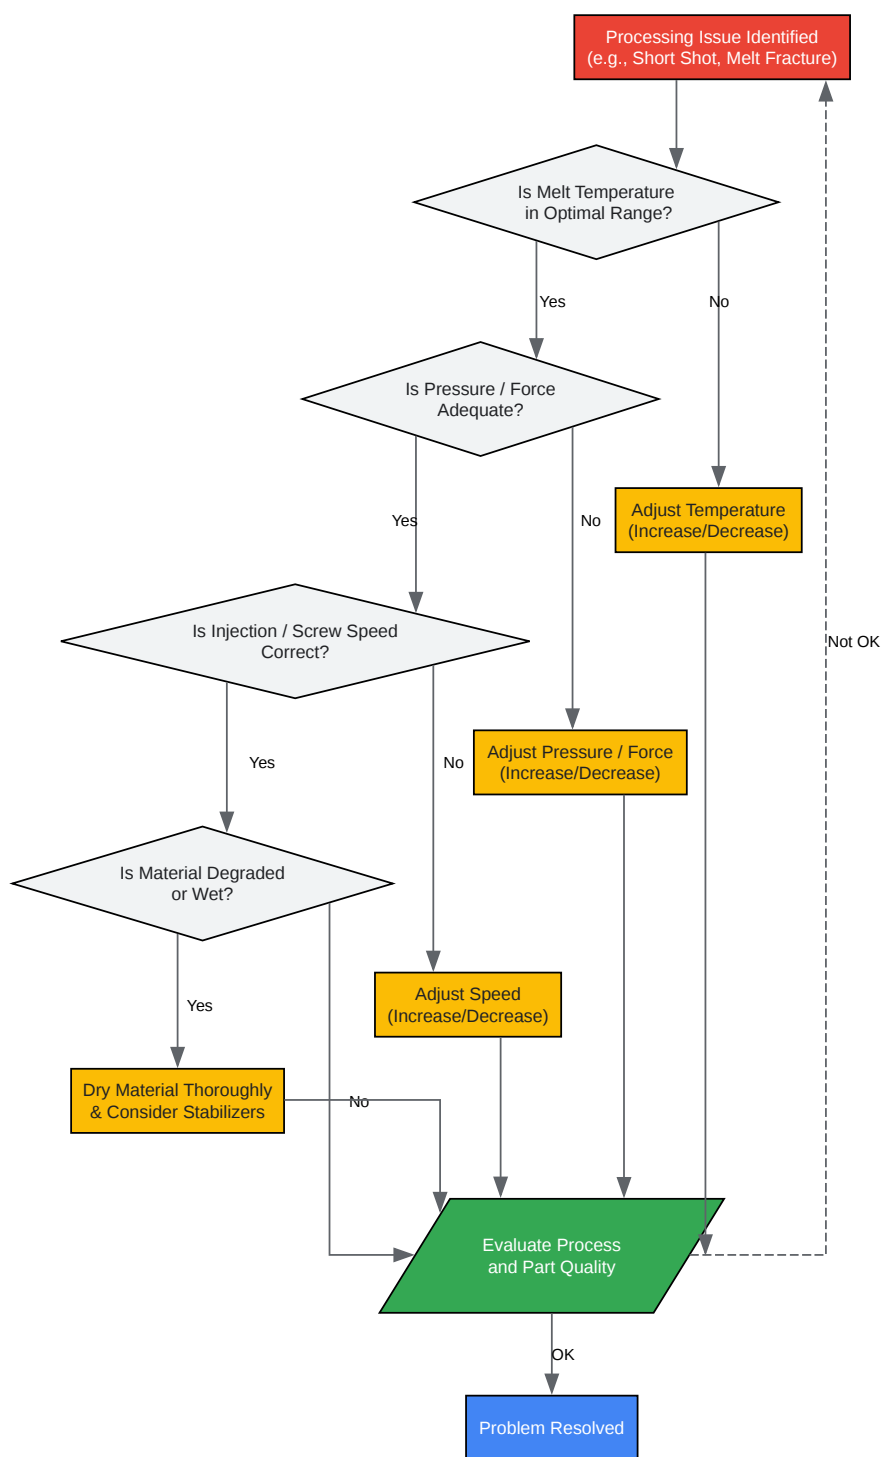 Processing Issue Identified
(e.g., Short Shot, Melt Fracture)
Is Melt Temperature
in Optimal Range?
Yes
No
Is Pressure / Force
Adequate?
Adjust Temperature
(Increase/Decrease)
Yes
No
Is Injection / Screw Speed
Correct?
Not OK
Adjust Pressure / Force
(Increase/Decrease)
Yes
No
Is Material Degraded
or Wet?
Adjust Speed
(Increase/Decrease)
Yes
Dry Material Thoroughly
& Consider Stabilizers
No
Evaluate Process
and Part Quality
OK
Problem Resolved